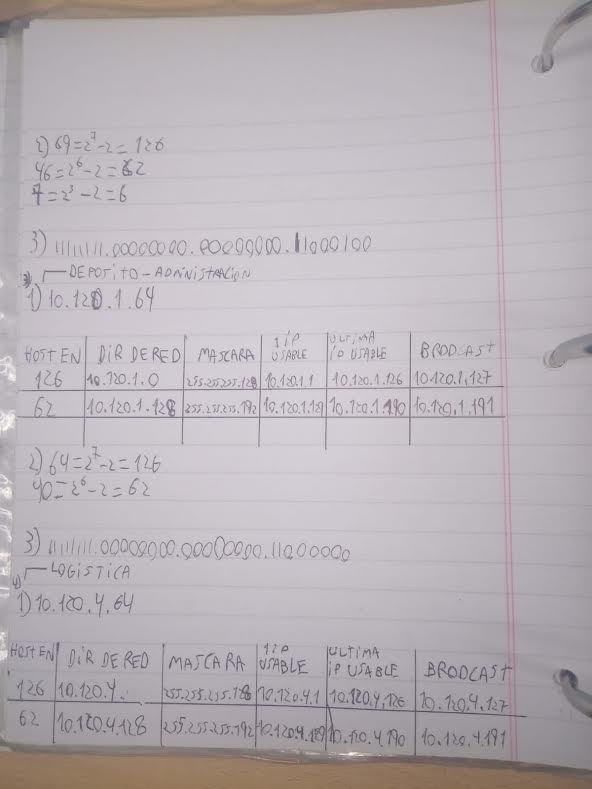 2) 69=2^7-2=126
46=2^6-2=62
7=2^3-2=6
3) 11111111.00000000.00000000.11000100
DEPOSITO-ADMINISTRACION
1) 10.120.1.64
HOST EN | DIR DE RED | MASCARA | 1 IP USABLE | ULTIMA IP USABLE | BRODCAST
126 | 10.120.1.0 | 255.255.255.128 | 10.120.1.1 | 10.120.1.126 | 10.120.1.127
62 | 10.120.1.128 | 255.255.255.192 | 10.120.1.129 | 10.120.1.190 | 10.120.1.191
2) 64=2^7-2=126
40=2^6-2=62
3) 11111111.00000000.00000000.11000000
LOGISTICA
1) 10.120.4.64
HOST EN | DIR DE RED | MASCARA | 1 IP USABLE | ULTIMA IP USABLE | BRODCAST
126 | 10.120.4. | 255.255.255.128 | 10.120.4.1 | 10.120.4.126 | 10.120.4.127
62 | 10.120.4.128 | 255.255.255.192 | 10.120.4.129 | 10.120.4.190 | 10.120.4.191